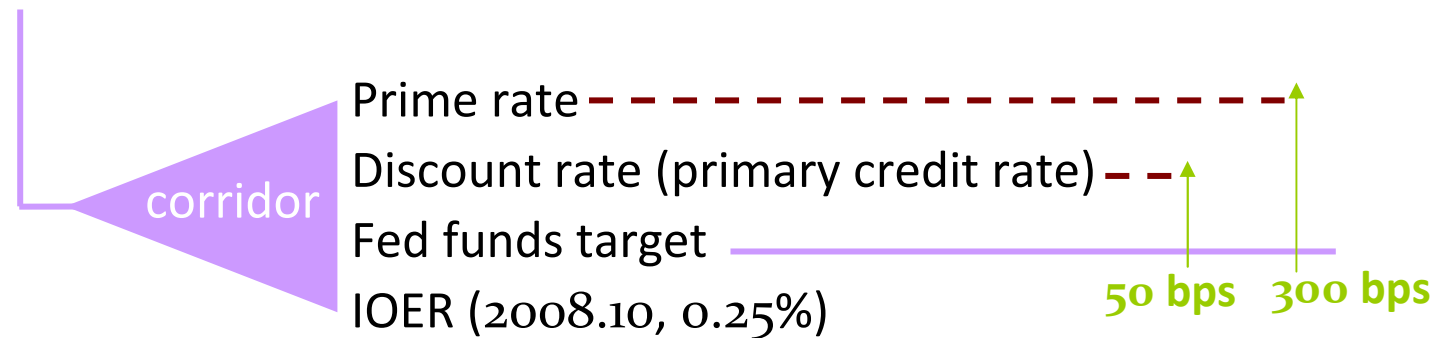 Prime rate
corridor
Discount rate (primary credit rate)
Fed funds target
IOER (2008.10, 0.25%)
50 bps
300 bps